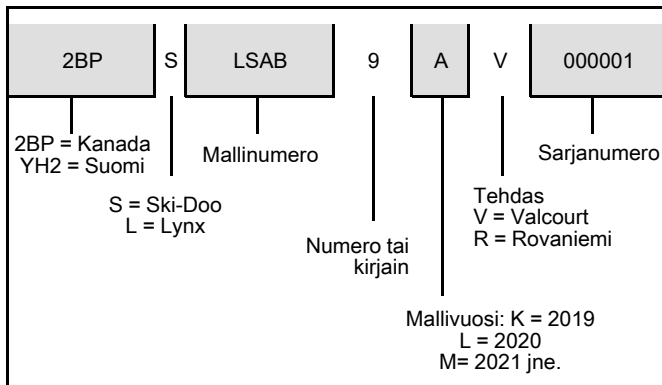 2BP S LSAB 9 A V 000001
2BP = Kanada
YH2 = Suomi
Mallinumero
Sarjanumero
S = Ski-Doo
L = Lynx
Tehdas
V = Valcourt
R = Rovaniemi
Numero tai
kirjain
Mallivuosi: K = 2019
L = 2020
M= 2021 jne.